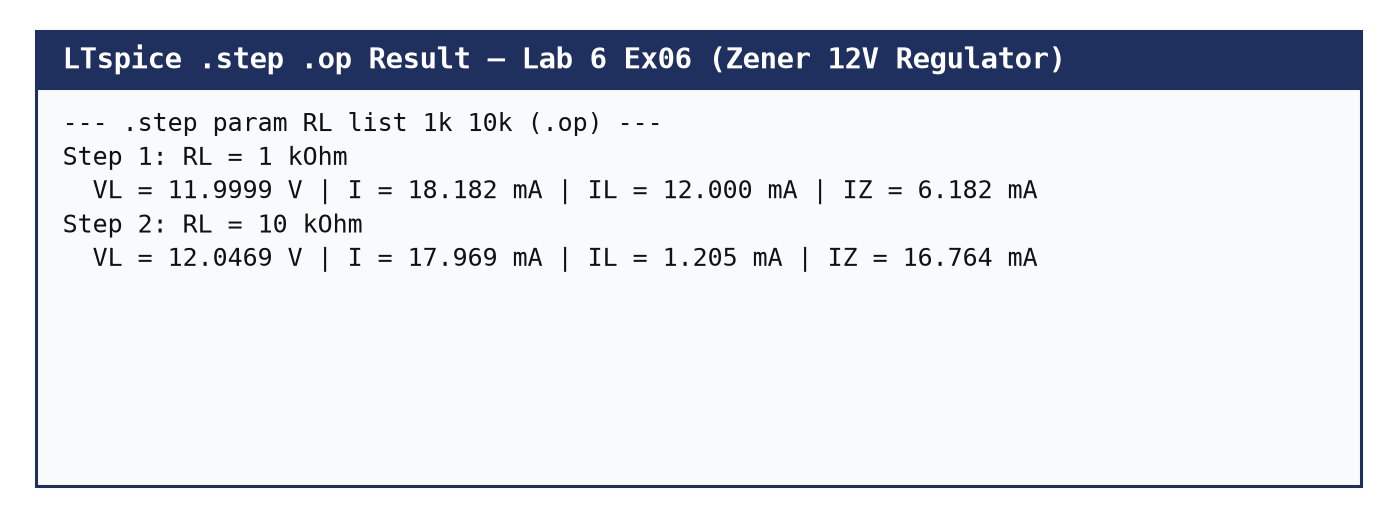 LTspice .step .op Result — Lab 6 Ex06 (Zener 12V Regulator)
--- .step param RL list 1k 10k (.op) ---
Step 1: RL = 1 kOhm
VL = 11.9999 V | I = 18.182 mA | IL = 12.000 mA | IZ = 6.182 mA
Step 2: RL = 10 kOhm
VL = 12.0469 V | I = 17.969 mA | IL = 1.205 mA | IZ = 16.764 mA